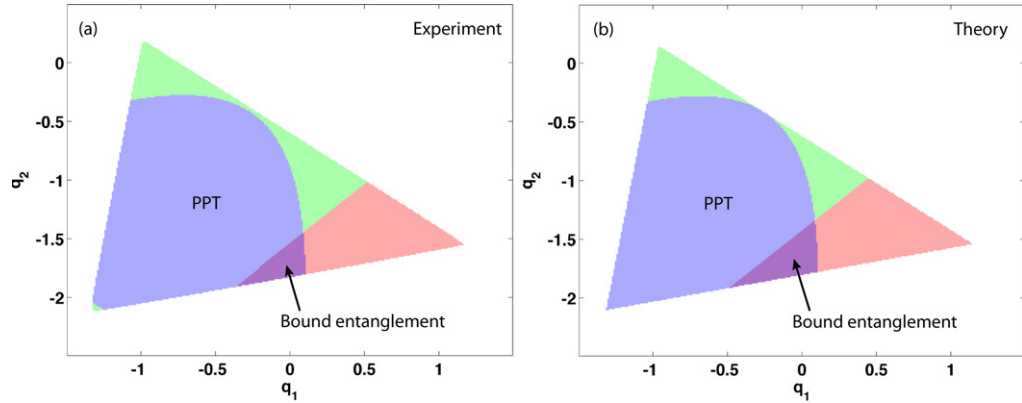 (a) Experiment
0
-0.5
-1
-1.5
-2
q2
PPT
Bound entanglement
-1 -0.5 0 0.5 1
q1
(b) Theory
0
-0.5
-1
-1.5
-2
q2
PPT
Bound entanglement
-1 -0.5 0 0.5 1
q1